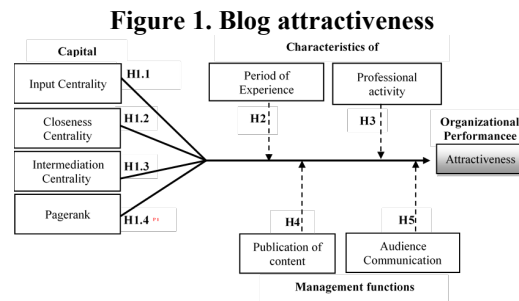 Figure 1. Blog attractiveness
Capital
Characteristics of
Input Centrality
H1.1
Period of
Experience
Professional
activity
Closeness
Centrality
H1.2
H2
H3
Organizational
Performancee
Intermediation
Centrality
H1.3
Attractiveness
Pagerank
H1.4
H4
H5
Publication of
content
Audience
Communication
Management functions